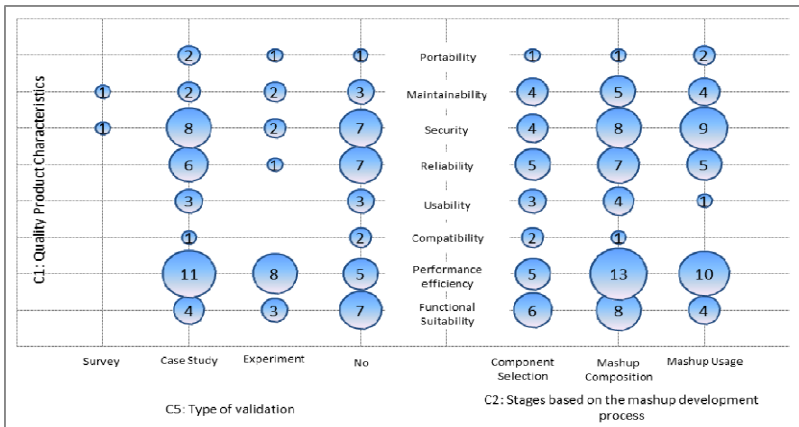 C1: Quality Product Characteristics
2 1 1 Portability 1 1 2
1 2 2 3 Maintainability 4 5 4
1 8 2 7 Security 4 8 9
6 1 7 Reliability 5 7 5
3 3 Usability 3 4 1
1 2 Compatibility 2 1
11 8 5 Performance efficiency 5 13 10
4 3 7 Functional Suitability 6 8 4
Survey Case Study Experiment No Component Selection Mashup Composition Mashup Usage
C5: Type of validation
C2: Stages based on the mashup development
process